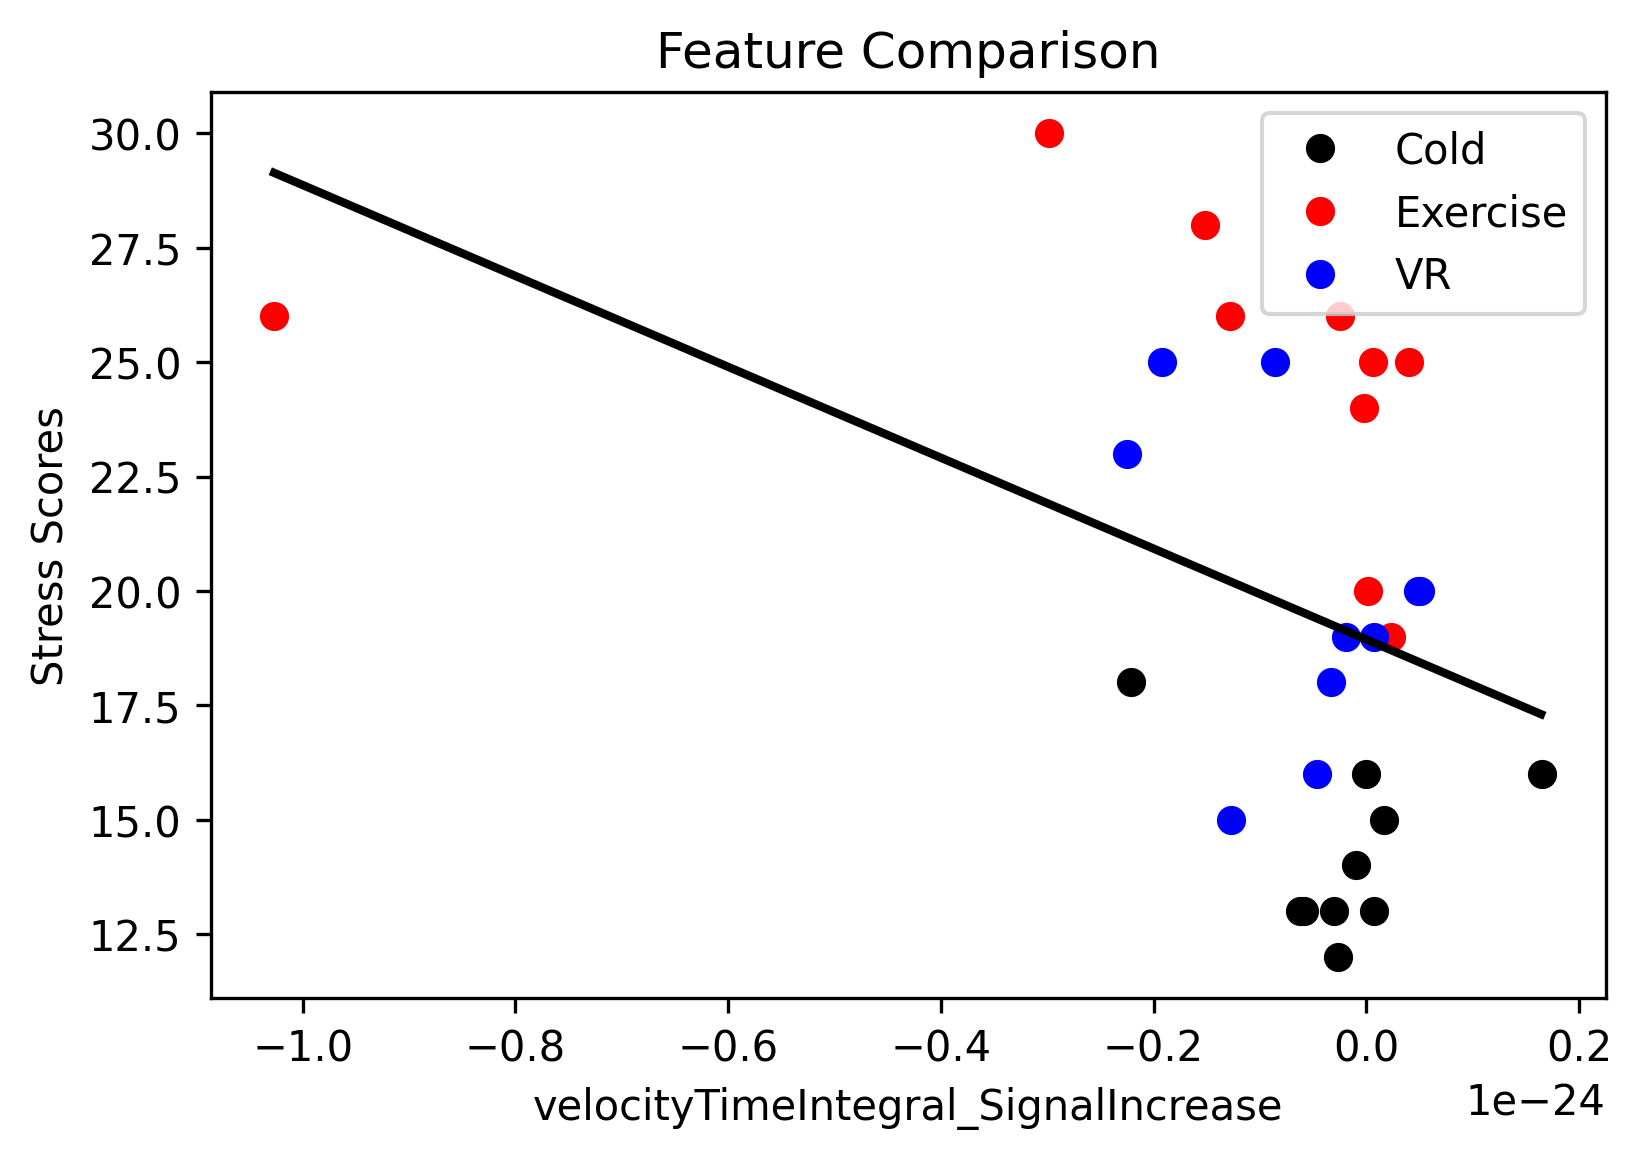 Feature Comparison
30.0
27.5
25.0
22.5
20.0
17.5
15.0
12.5
Stress Scores
Cold
Exercise
VR
−1.0 −0.8 −0.6 −0.4 −0.2 0.0 0.2
1e−24
velocityTimeIntegral_SignalIncrease